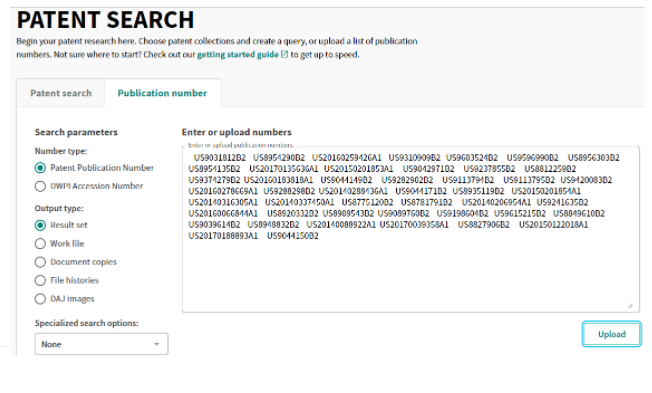 PATENT SEARCH
Begin your patent research here. Choose patent collections and create a query, or upload a list of publication
numbers. Not sure where to start? Check out our getting started guide to get up to speed.
Patent search Publication number
Search parameters
Number type:
Patent Publication Number
DWPI Accession Number
Output type:
Result set
Work file
Document copies
File histories
DAJ images
Specialized search options:
None
Enter or upload numbers
Enter or upload publication numbers
US9031812B2 US8954290B2 US20160259426A1 US9310909B2 US9603524B2 US9596990B2 US8956303B2
US8954135B2 US20170135636A1 US20150201853A1 US9042971B2 US9237855B2 US8812259B2
US9374279B2 US20160183818A1 US9044149B2 US9282902B2 US9113794B2 US9113795B2 US9420083B2
US20160278669A1 US9288298B2 US20140288436A1 US9044171B2 US8935119B2 US20150201854A1
US20140316305A1 US20140337450A1 US8775120B2 US8781791B2 US20140206954A1 US9241635B2
US20160066844A1 US8920332B2 US8909543B2 US9089760B2 US9198604B2 US9615215B2 US8849610B2
US9039614B2 US8948832B2 US20140088922A1 US20170039358A1 US8827906B2 US20150122018A1
US20170188893A1 US9044150B2
Upload